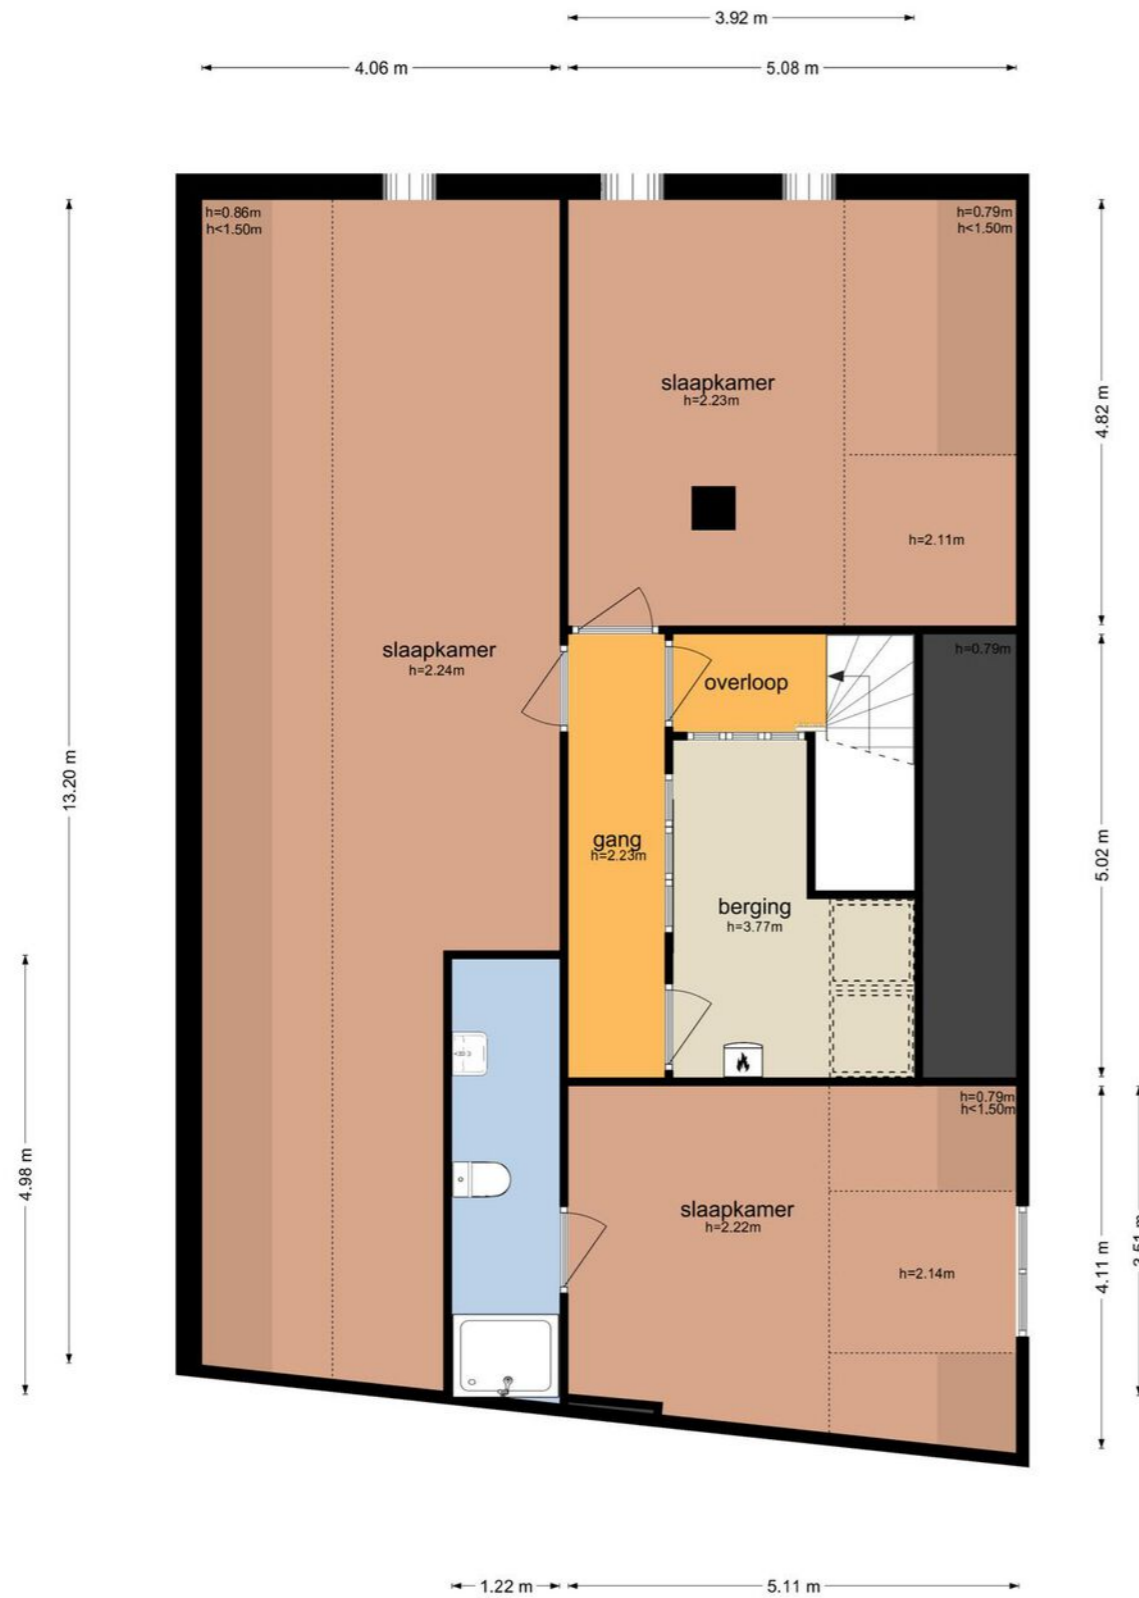 3.92 m
4.06 m
5.08 m
h=0.86m
h<1.50m
h=0.79m
h<1.50m
slaapkamer
h=2.23m
4.82 m
h=2.11m
slaapkamer
h=2.24m
overloop
h=0.79m
13.20 m
gang
h=2.23m
5.02 m
berging
h=3.77m
h=0.79m
h<1.50m
4.98 m
slaapkamer
h=2.22m
h=2.14m
4.11 m
3.51 m
1.22 m
5.11 m